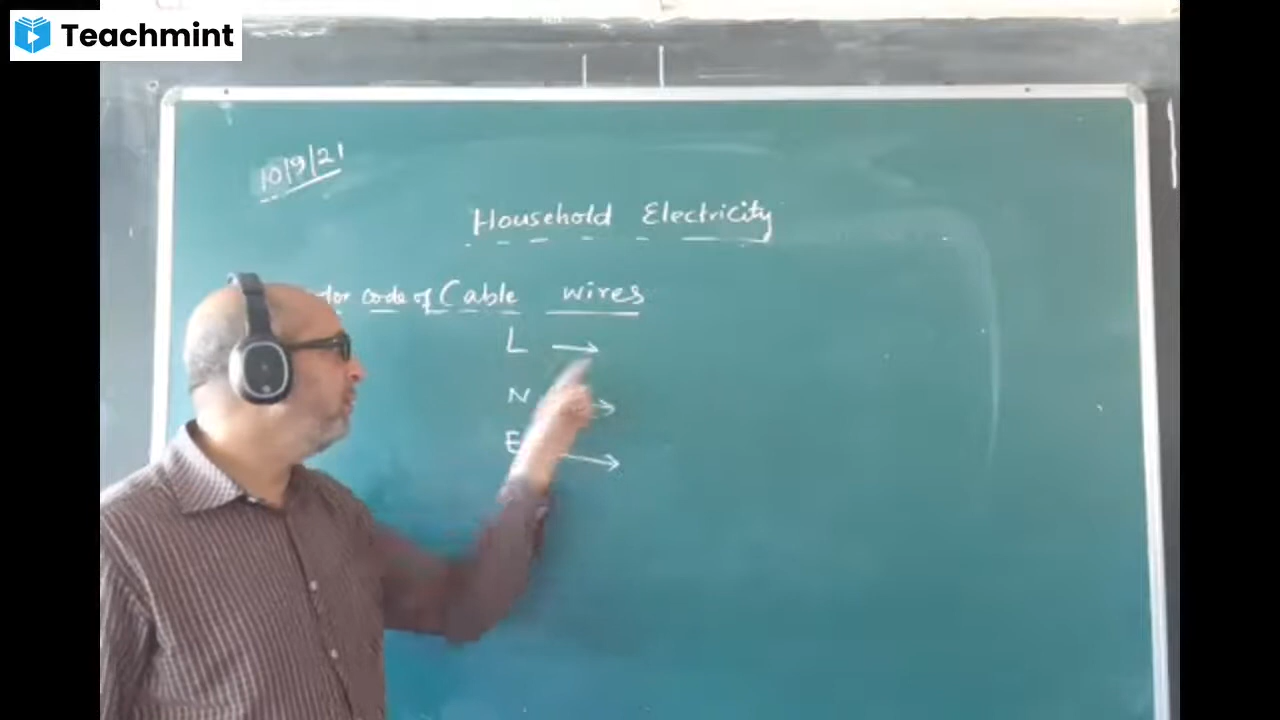 Teachmint
10/9/21
Household Electricity
code of Cable wires
L →
N →
E →